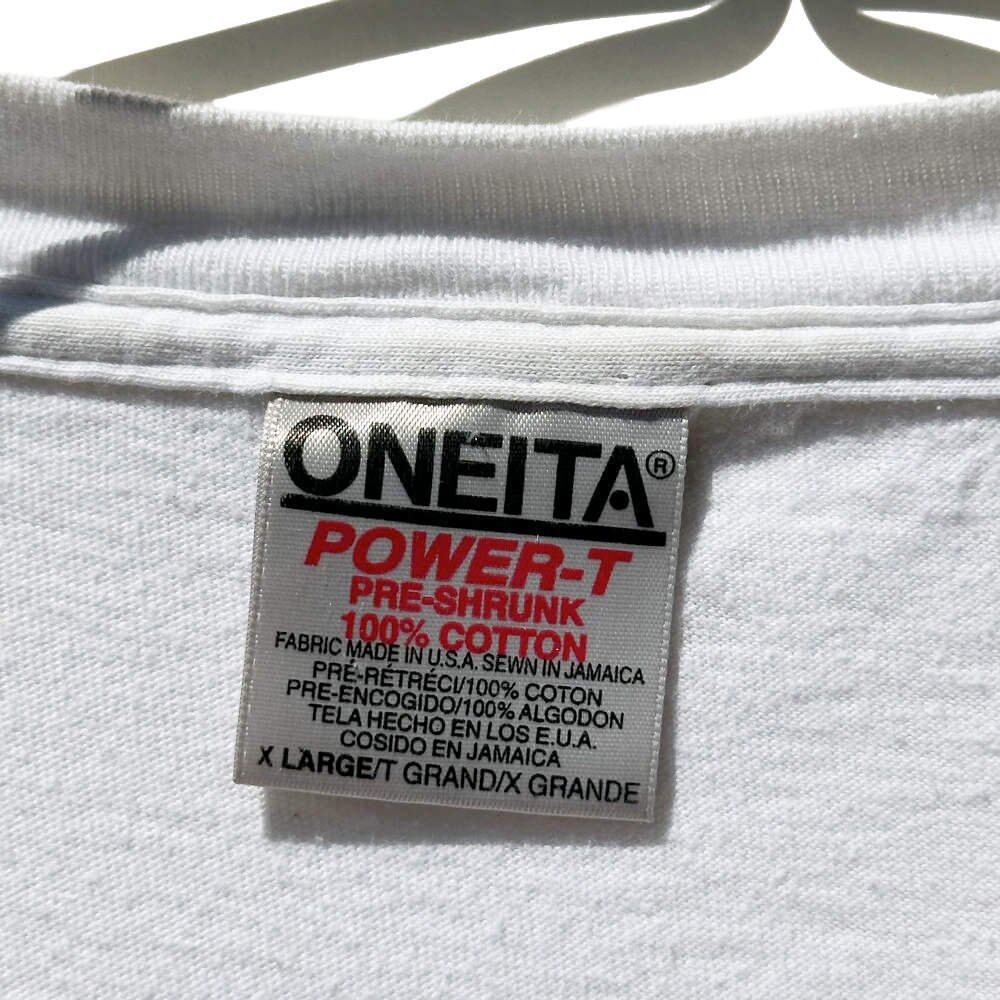 ONEITA®
POWER-T
PRE-SHRUNK
100% COTTON
FABRIC MADE IN U.S.A. SEWN IN JAMAICA
PRÉ-RÉTRÉCI/100% COTON
PRE-ENCOGIDO/100% ALGODON
TELA HECHO EN LOS E.U.A.
COSIDO EN JAMAICA
X LARGE/T GRAND/X GRANDE